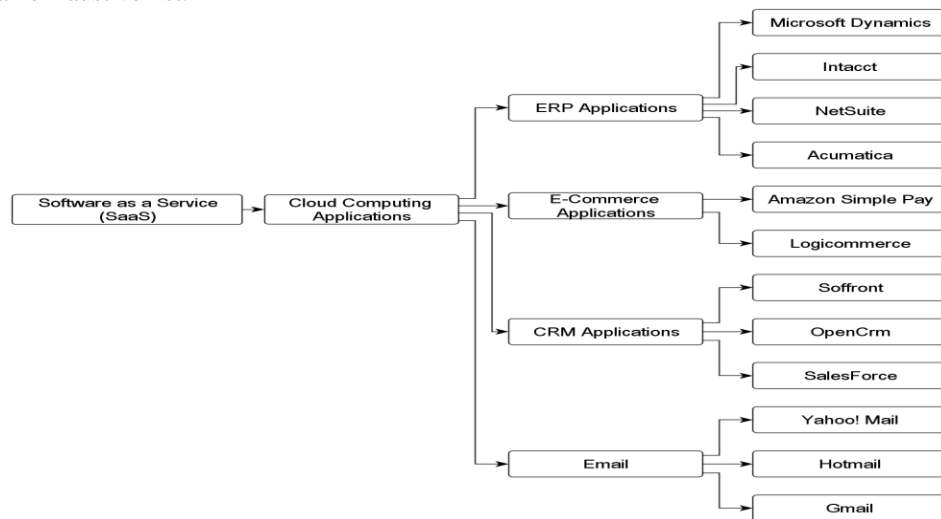 Microsoft Dynamics
Intacct
ERP Applications
NetSuite
Acumatica
Software as a Service
(SaaS)
Cloud Computing
Applications
E-Commerce
Applications
Amazon Simple Pay
Logicommerce
Soffront
CRM Applications
OpenCrm
SalesForce
Yahoo! Mail
Email
Hotmail
Gmail